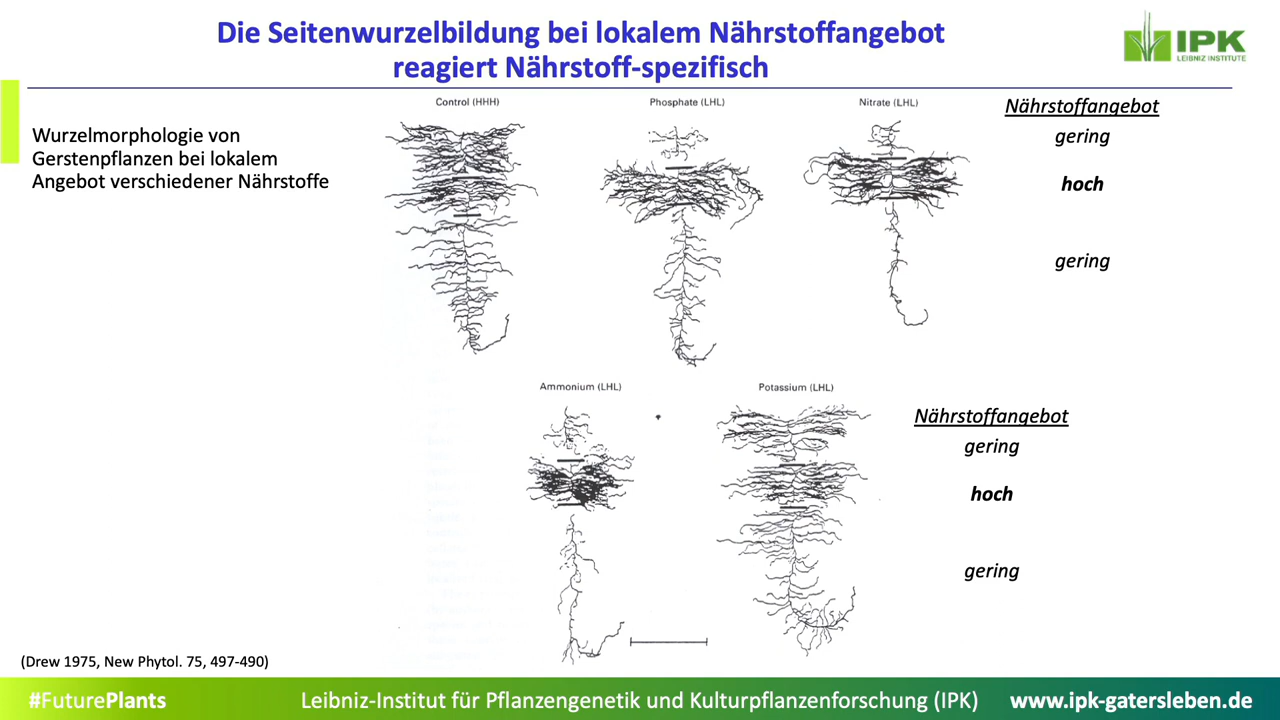 Die Seitenwurzelbildung bei lokalem Nährstoffangebot
reagiert Nährstoff-spezifisch
IPK
LEIBNIZ INSTITUTE
Wurzelmorphologie von
Gerstenpflanzen bei lokalem
Angebot verschiedener Nährstoffe
Control (HHH)
Phosphate (LHL)
Nitrate (LHL)
Nährstoffangebot
gering
hoch
gering
Ammonium (LHL)
Potassium (LHL)
Nährstoffangebot
gering
hoch
gering
(Drew 1975, New Phytol. 75, 497-490)
#FuturePlants
Leibniz-Institut für Pflanzengenetik und Kulturpflanzenforschung (IPK)
www.ipk-gatersleben.de